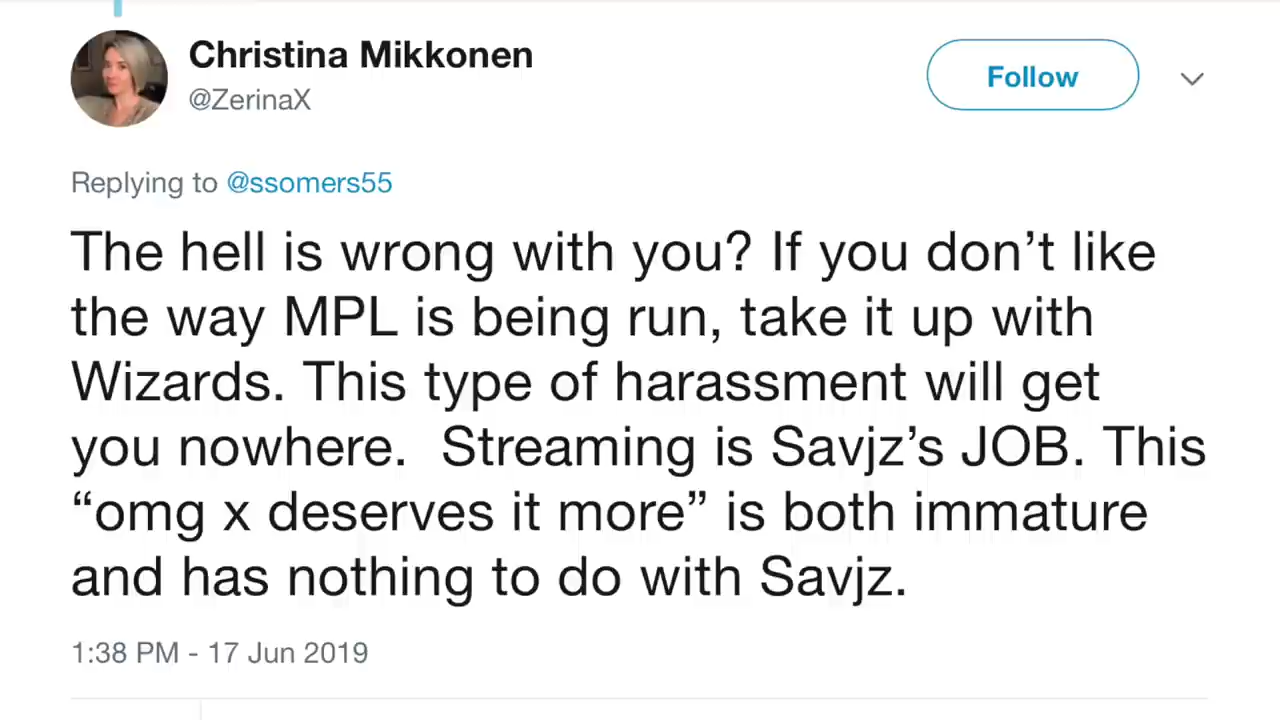 Christina Mikkonen
@ZerinaX
Follow
Replying to @ssomers55
The hell is wrong with you? If you don’t like
the way MPL is being run, take it up with
Wizards. This type of harassment will get
you nowhere.  Streaming is Savjz’s JOB. This
“omg x deserves it more” is both immature
and has nothing to do with Savjz.
1:38 PM - 17 Jun 2019